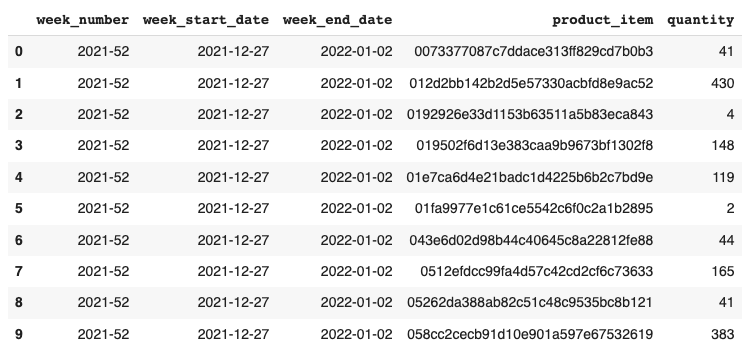 week_number week_start_date week_end_date product_item quantity
0 2021-52 2021-12-27 2022-01-02 0073377087c7ddace313ff829cd7b0b3 41
1 2021-52 2021-12-27 2022-01-02 012d2bb142b2d5e57330acbfd8e9ac52 430
2 2021-52 2021-12-27 2022-01-02 0192926e33d1153b63511a5b83eca843 4
3 2021-52 2021-12-27 2022-01-02 019502f6d13e383caa9b9673bf1302f8 148
4 2021-52 2021-12-27 2022-01-02 01e7ca6d4e21badc1d4225b6b2c7bd9e 119
5 2021-52 2021-12-27 2022-01-02 01fa9977e1c61ce5542c6f0c2a1b2895 2
6 2021-52 2021-12-27 2022-01-02 043e6d02d98b44c40645c8a22812fe88 44
7 2021-52 2021-12-27 2022-01-02 0512efdcc99fa4d57c42cd2cf6c73633 165
8 2021-52 2021-12-27 2022-01-02 05262da388ab82c51c48c9535bc8b121 41
9 2021-52 2021-12-27 2022-01-02 058cc2cecb91d10e901a597e67532619 383